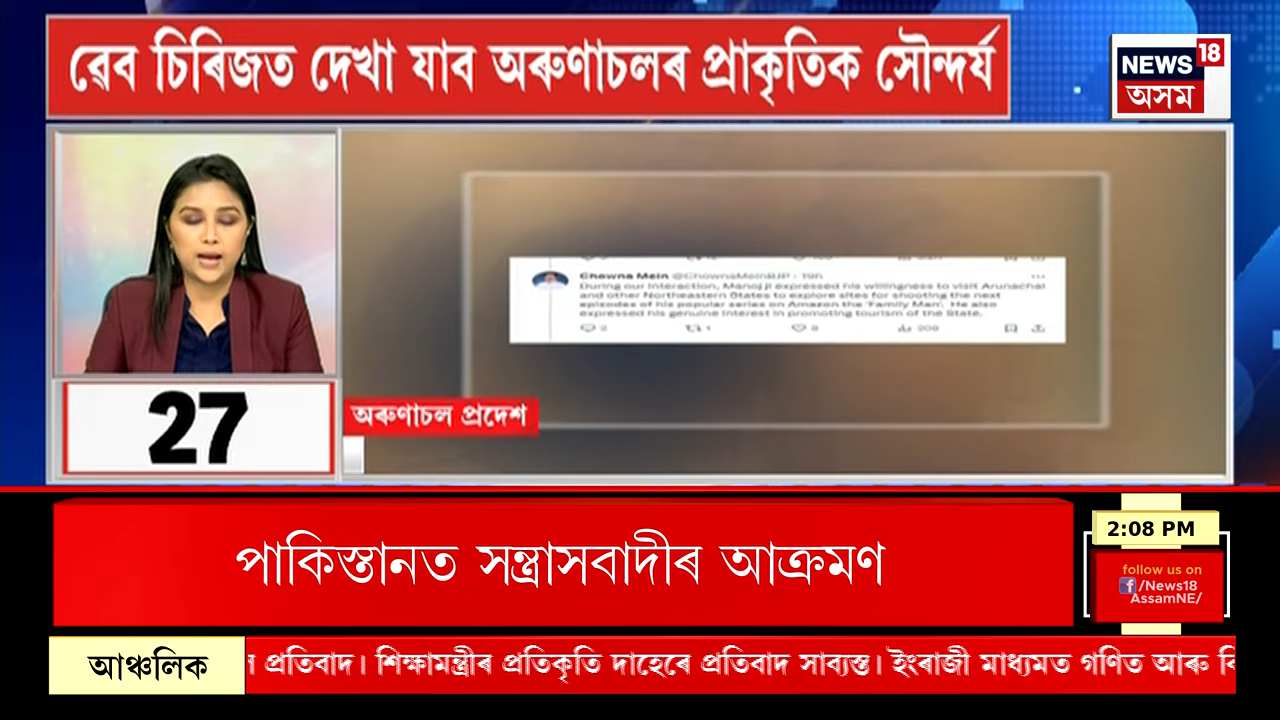 ৱেব চিৰিজত দেখা যাব অৰুণাচলৰ প্ৰাকৃতিক সৌন্দৰ্য
NEWS 18
অসম
Chowna Mein @ChownaMeinBJP · 19h
During our interaction, Manoj ji expressed his willingness to visit Arunachal
and other Northeastern States to explore sites for shooting the next
episodes of his popular series on Amazon the 'Family Man'. He also
expressed his genuine interest in promoting tourism of the State.
27
অৰুণাচল প্ৰদেশ
পাকিস্তানত সন্ত্ৰাসবাদীৰ আক্ৰমণ
2:08 PM
follow us on
/News18
AssamNE/
আঞ্চলিক
প্ৰতিবাদ। শিক্ষামন্ত্ৰীৰ প্ৰতিকৃতি দাহেৰে প্ৰতিবাদ সাব্যস্ত। ইংৰাজী মাধ্যমত গণিত আৰু